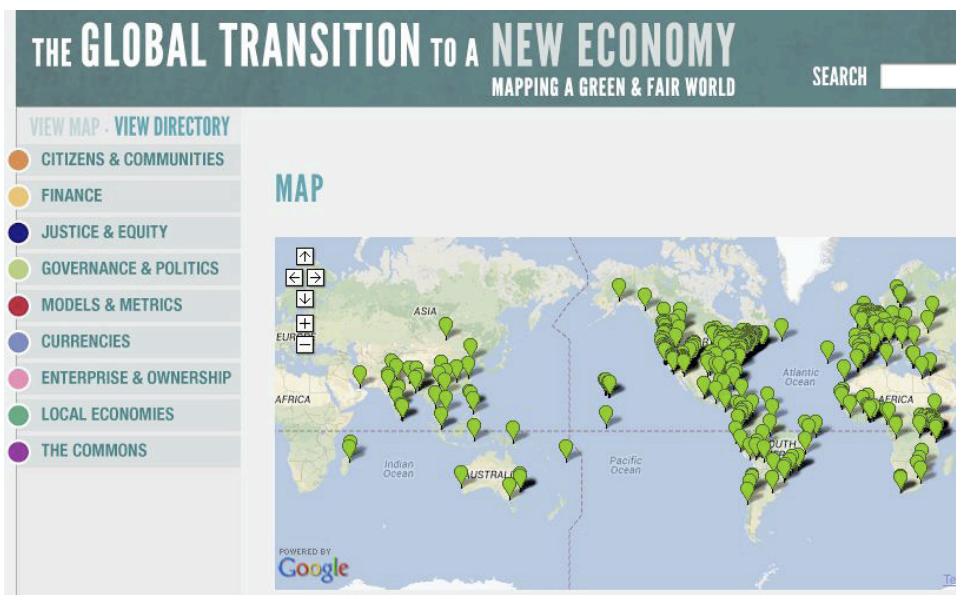 THE GLOBAL TRANSITION TO A NEW ECONOMY
MAPPING A GREEN & FAIR WORLD
SEARCH
VIEW MAP - VIEW DIRECTORY
CITIZENS & COMMUNITIES
FINANCE
JUSTICE & EQUITY
GOVERNANCE & POLITICS
MODELS & METRICS
CURRENCIES
ENTERPRISE & OWNERSHIP
LOCAL ECONOMIES
THE COMMONS
MAP
ASIA
Atlantic
Ocean
AFRICA
AFRICA
Indian
Ocean
Pacific
Ocean
POWERED BY
Google